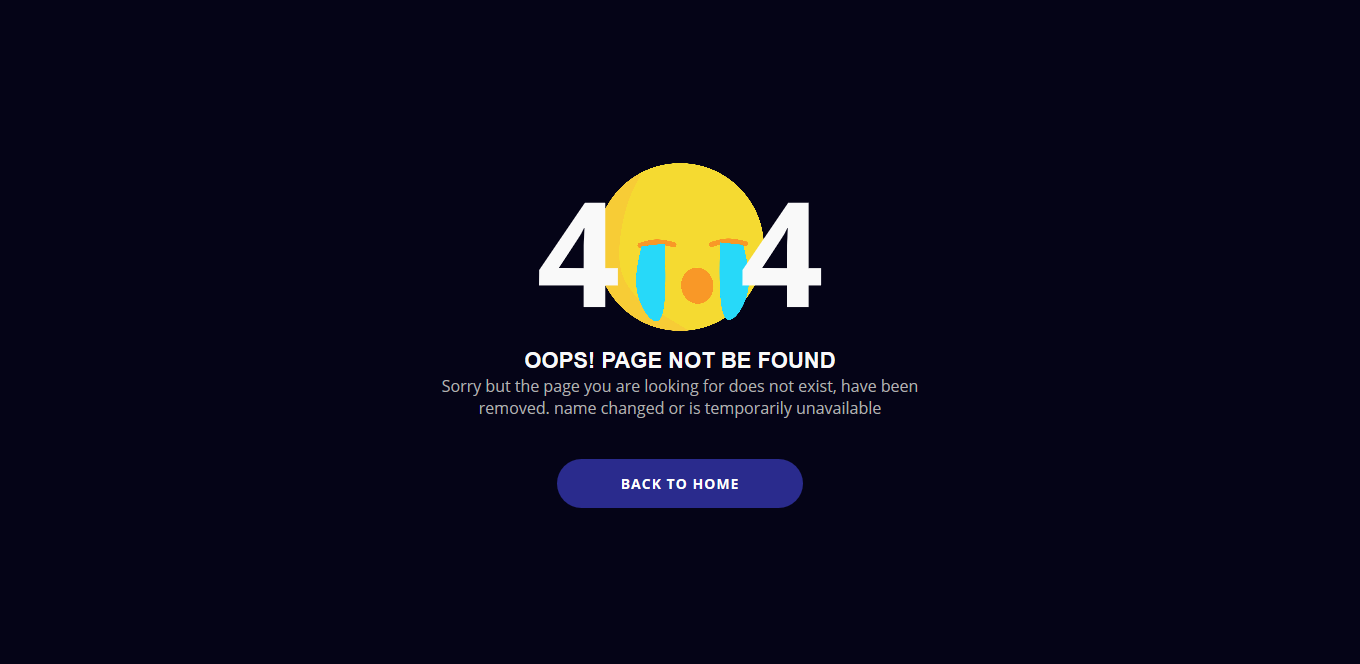 4 4
OOPS! PAGE NOT BE FOUND
Sorry but the page you are looking for does not exist, have been
removed. name changed or is temporarily unavailable
BACK TO HOME